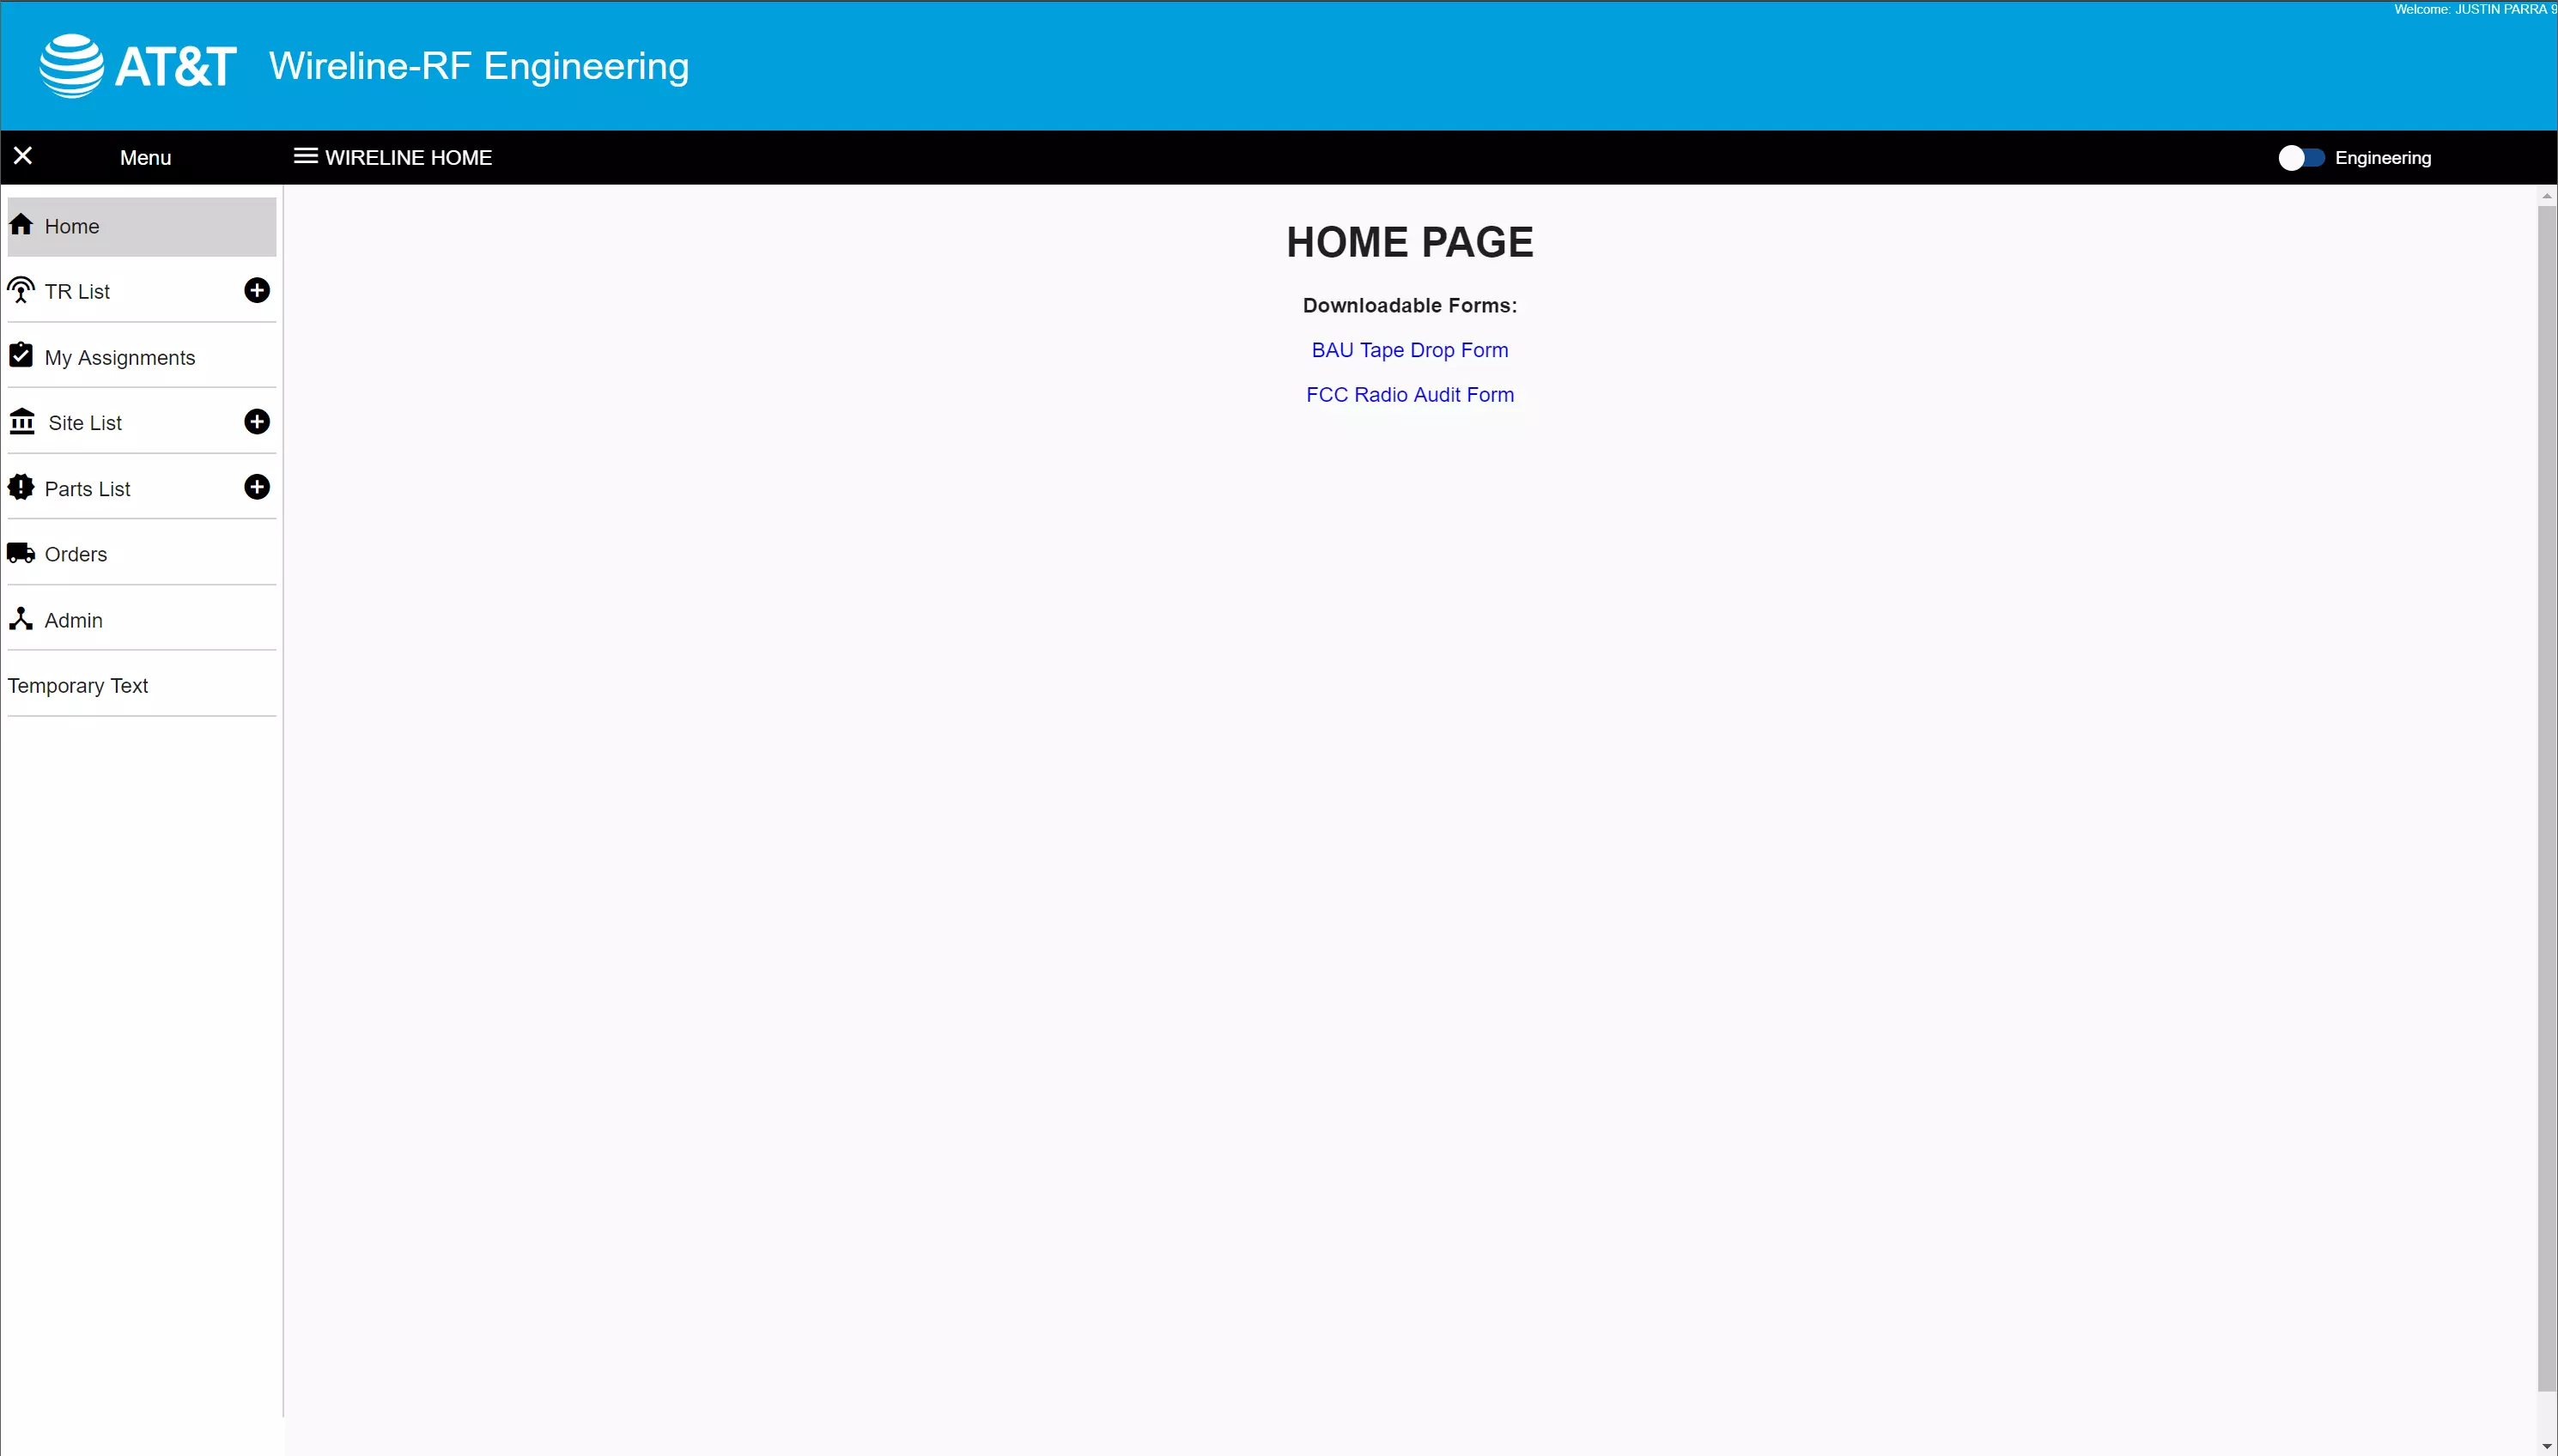 Welcome: JUSTIN PARRA 9
AT&T Wireline-RF Engineering
Menu
WIRELINE HOME
Engineering
Home
TR List
My Assignments
Site List
Parts List
Orders
Admin
Temporary Text
HOME PAGE
Downloadable Forms:
BAU Tape Drop Form
FCC Radio Audit Form